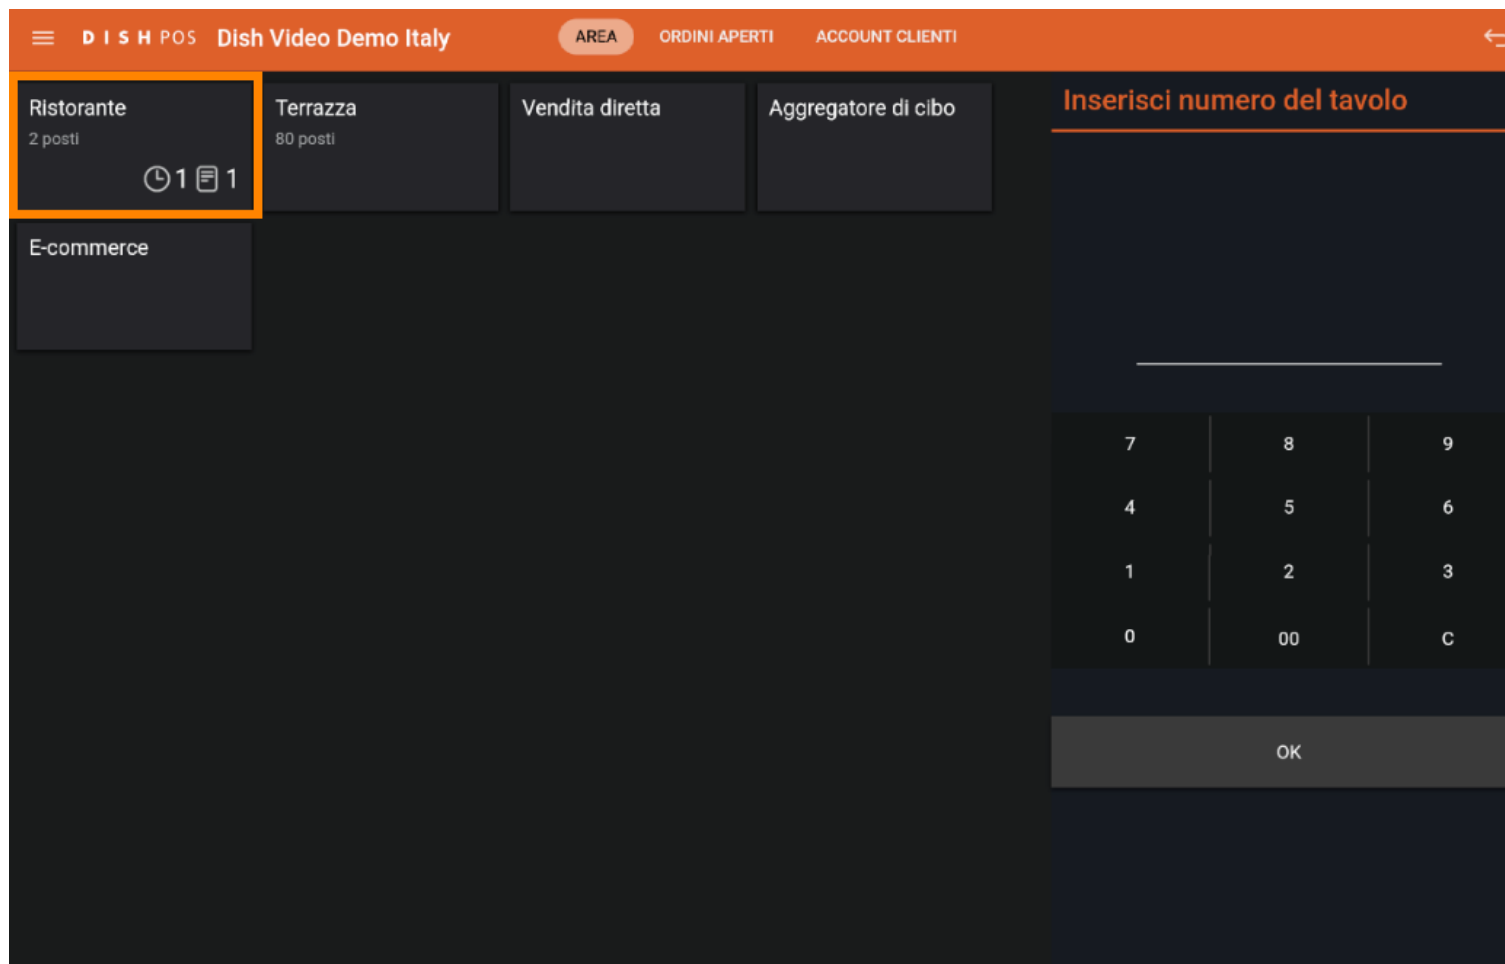 DISH POS Dish Video Demo Italy AREA ORDINI APERTI ACCOUNT CLIENTI
Ristorante
2 posti
1 1
Terrazza
80 posti
Vendita diretta
Aggregatore di cibo
E-commerce
Inserisci numero del tavolo
7 8 9
4 5 6
1 2 3
0 00 C
OK